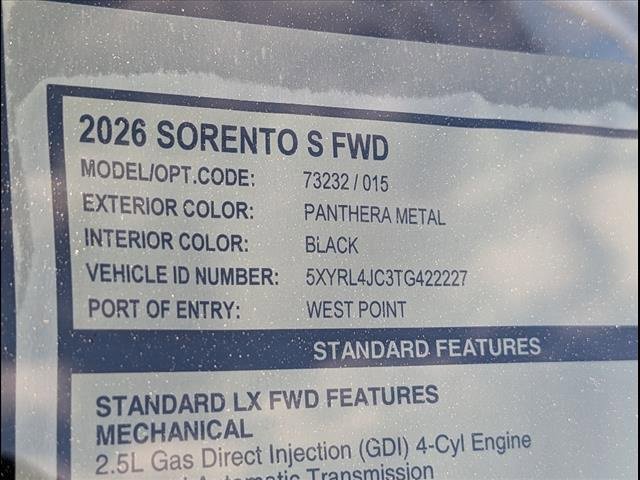 2026 SORENTO S FWD
MODEL/OPT.CODE: 73232 / 015
EXTERIOR COLOR: PANTHERA METAL
INTERIOR COLOR: BLACK
VEHICLE ID NUMBER: 5XYRL4JC3TG422227
PORT OF ENTRY: WEST POINT
STANDARD FEATURES
STANDARD LX FWD FEATURES
MECHANICAL
2.5L Gas Direct Injection (GDI) 4-Cyl Engine
Automatic Transmission